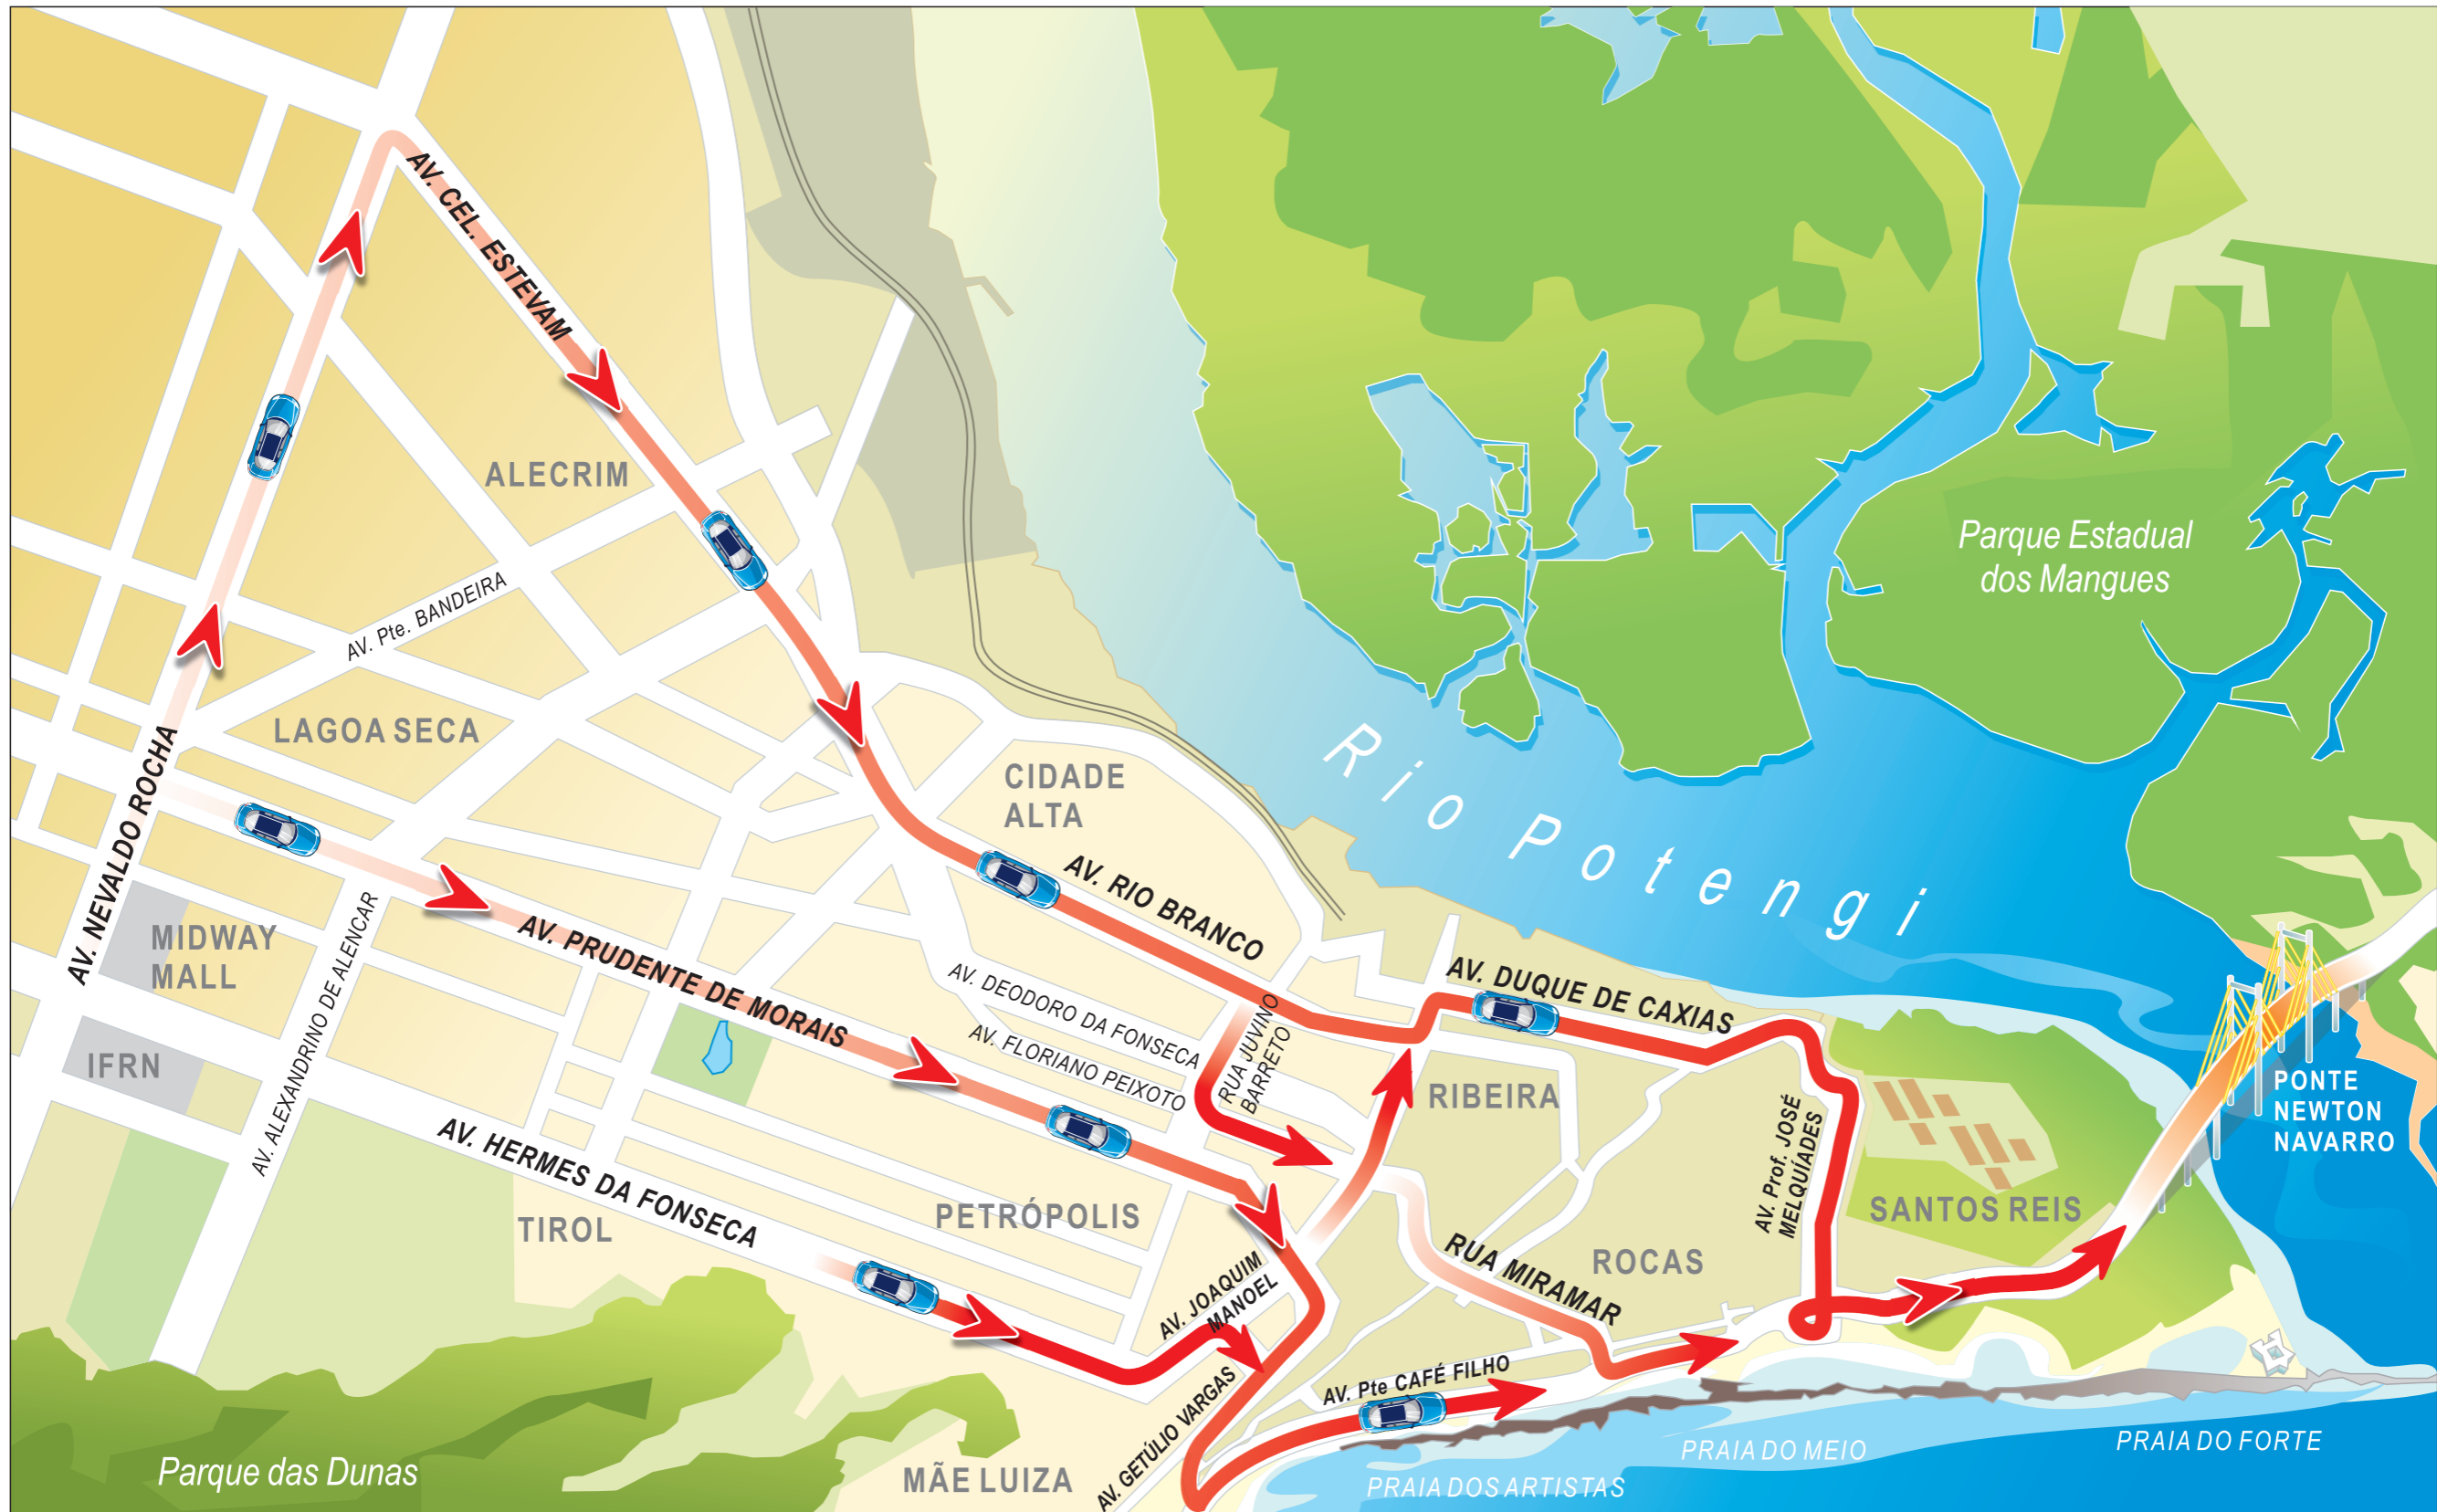 AV. CEL. ESTEVAM
ALECRIM
Parque Estadual
dos Mangues
AV. Pte. BANDEIRA
LAGOA SECA
AV. NEVALDO ROCHA
CIDADE
ALTA
Rio Potengi
AV. RIO BRANCO
MIDWAY
MALL
AV. PRUDENTE DE MORAIS
AV. DEODORO DA FONSECA
AV. FLORIANO PEIXOTO
RUA JUVINO
BARRETO
AV. DUQUE DE CAXIAS
IFRN
AV. ALEXANDRINO DE ALENCAR
RIBEIRA
PONTE
NEWTON
NAVARRO
AV. Prof. JOSÉ
MELQUÍADES
SANTOS REIS
AV. HERMES DA FONSECA
TIROL
PETRÓPOLIS
AV. JOAQUIM
MANOEL
RUA MIRAMAR
ROCAS
AV. Pte CAFÉ FILHO
AV. GETÚLIO VARGAS
Parque das Dunas
MÃE LUIZA
PRAIA DOS ARTISTAS
PRAIA DO MEIO
PRAIA DO FORTE